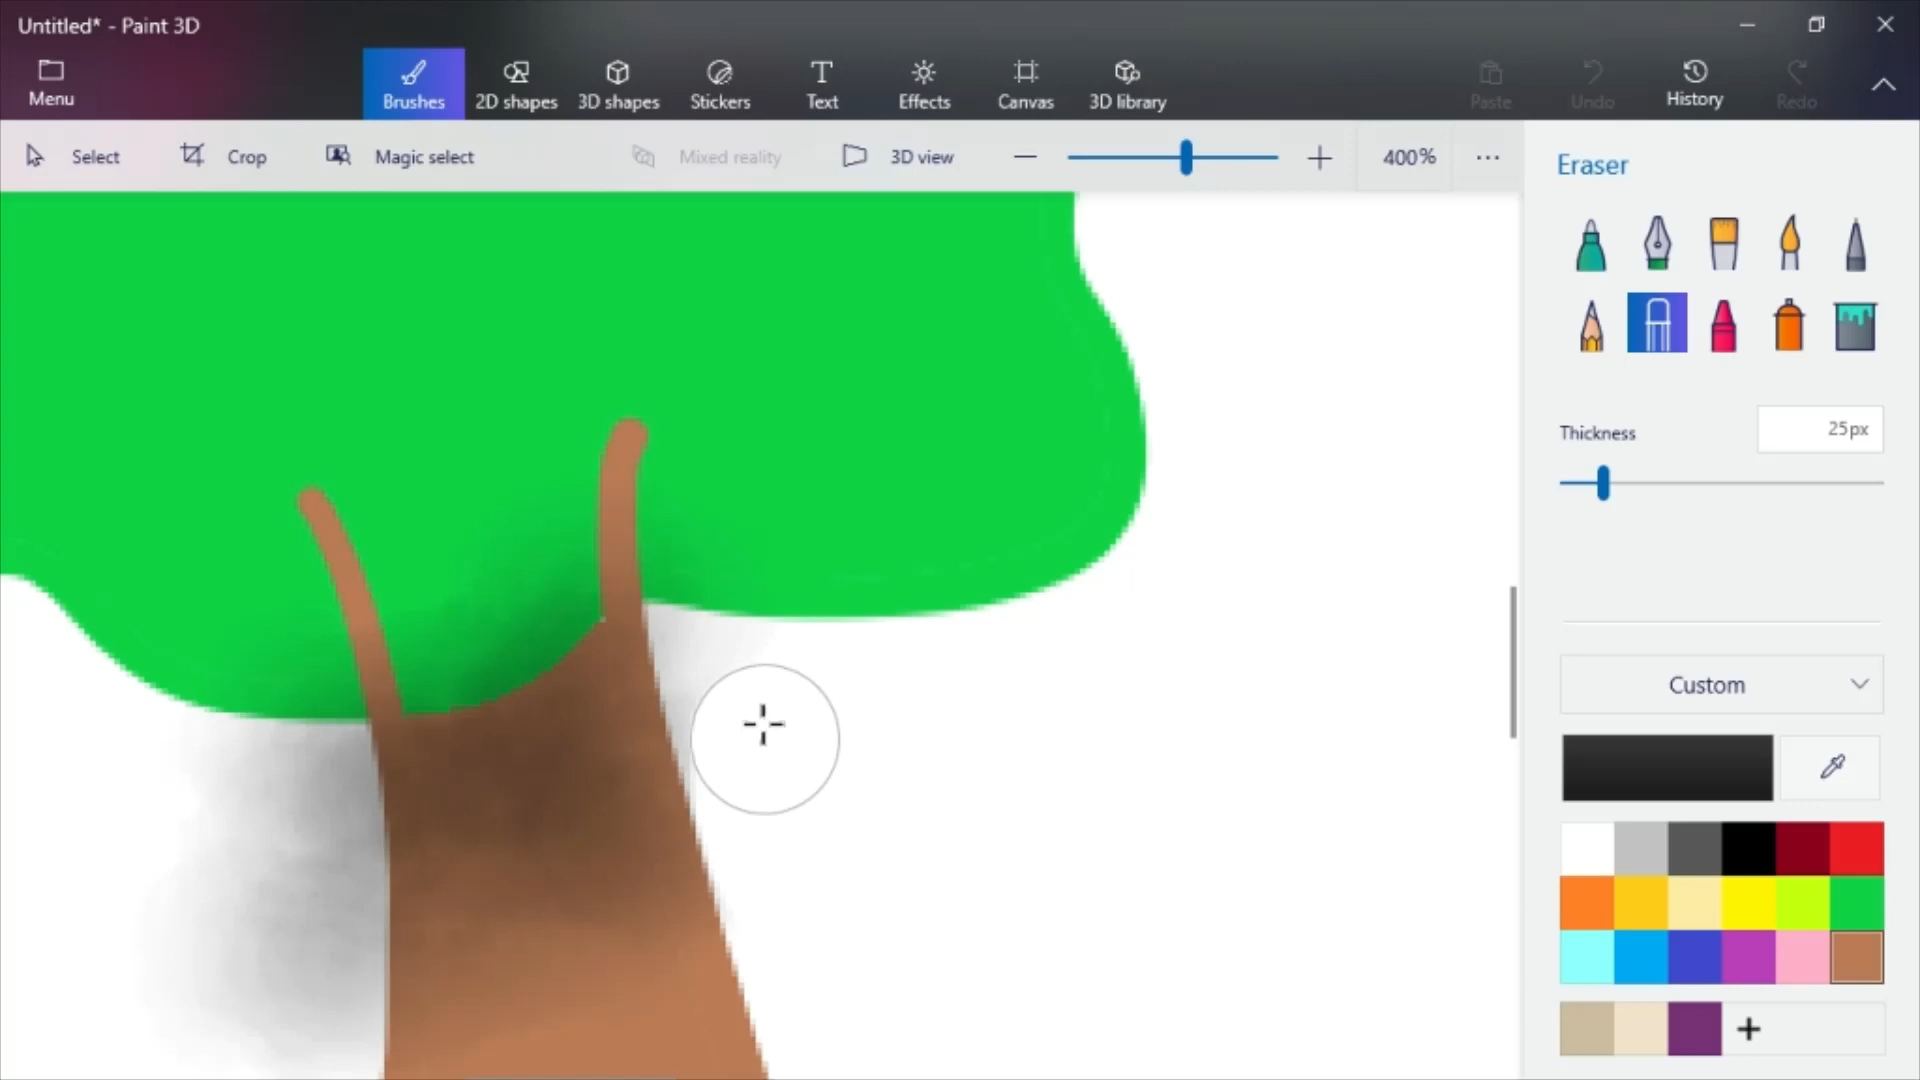 Untitled* - Paint 3D
Menu
Brushes
2D shapes
3D shapes
Stickers
Text
Effects
Canvas
3D library
Paste
Undo
History
Redo
Select
Crop
Magic select
Mixed reality
3D view
400%
Eraser
Thickness
25px
Custom